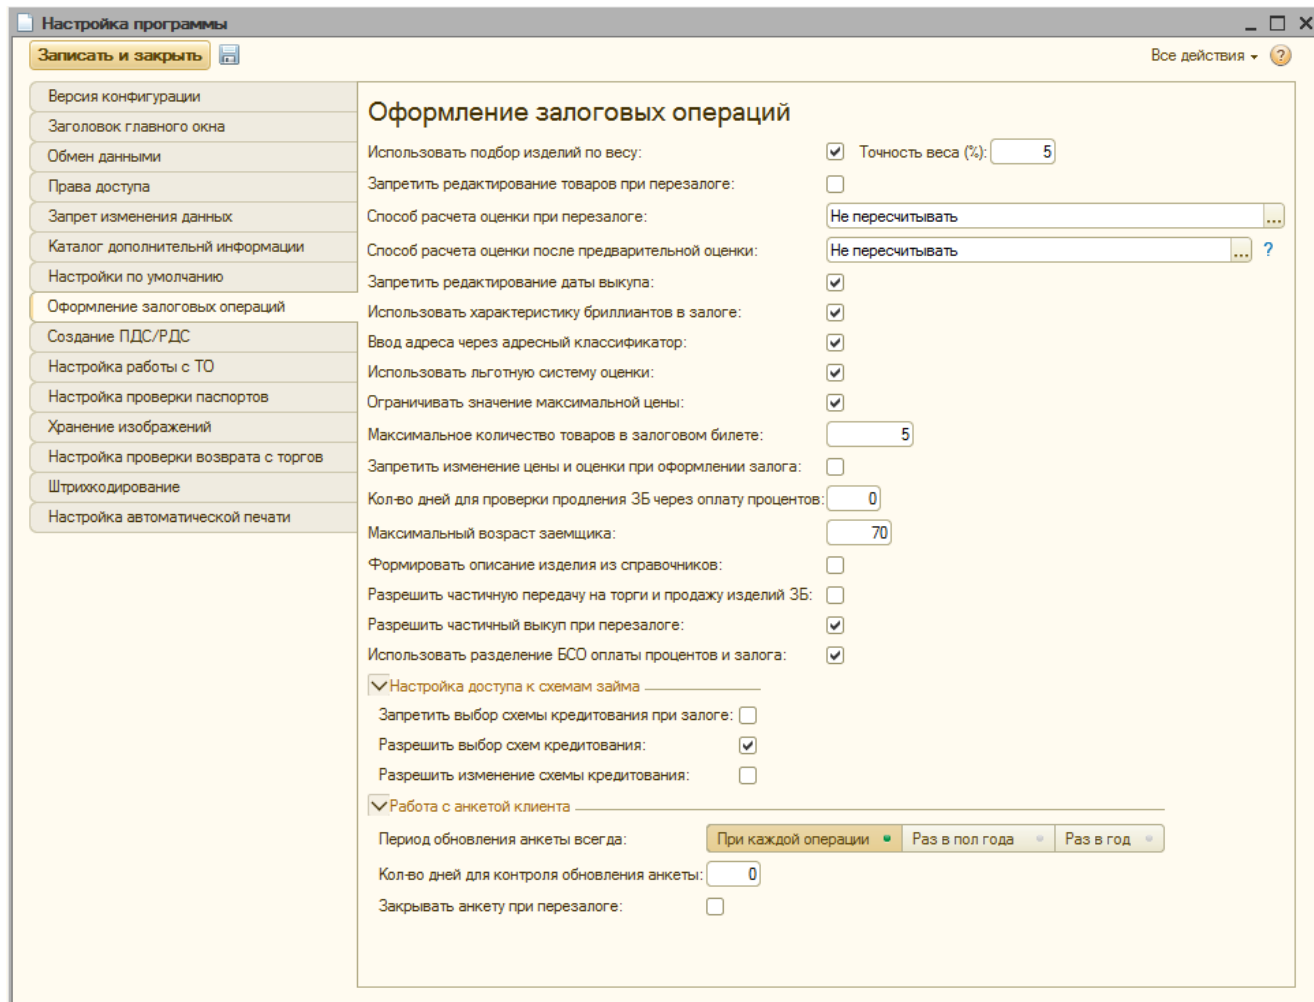 Настройка программы
Записать и закрыть
Все действия
?
Версия конфигурации
Заголовок главного окна
Обмен данными
Права доступа
Запрет изменения данных
Каталог дополнительнй информации
Настройки по умолчанию
Оформление залоговых операций
Создание ПДС/РДС
Настройка работы с ТО
Настройка проверки паспортов
Хранение изображений
Настройка проверки возврата с торгов
Штрихкодирование
Настройка автоматической печати
Оформление залоговых операций
Использовать подбор изделий по весу: Точность веса (%): 5
Запретить редактирование товаров при перезалоге:
Способ расчета оценки при перезалоге: Не пересчитывать ...
Способ расчета оценки после предварительной оценки: Не пересчитывать ... ?
Запретить редактирование даты выкупа:
Использовать характеристику бриллиантов в залоге:
Ввод адреса через адресный классификатор:
Использовать льготную систему оценки:
Ограничивать значение максимальной цены:
Максимальное количество товаров в залоговом билете: 5
Запретить изменение цены и оценки при оформлении залога:
Кол-во дней для проверки продления ЗБ через оплату процентов: 0
Максимальный возраст заемщика: 70
Формировать описание изделия из справочников:
Разрешить частичную передачу на торги и продажу изделий ЗБ:
Разрешить частичный выкуп при перезалоге:
Использовать разделение БСО оплаты процентов и залога:
Настройка доступа к схемам займа
Запретить выбор схемы кредитования при залоге:
Разрешить выбор схем кредитования:
Разрешить изменение схемы кредитования:
Работа с анкетой клиента
Период обновления анкеты всегда: При каждой операции Раз в пол года Раз в год
Кол-во дней для контроля обновления анкеты: 0
Закрывать анкету при перезалоге: